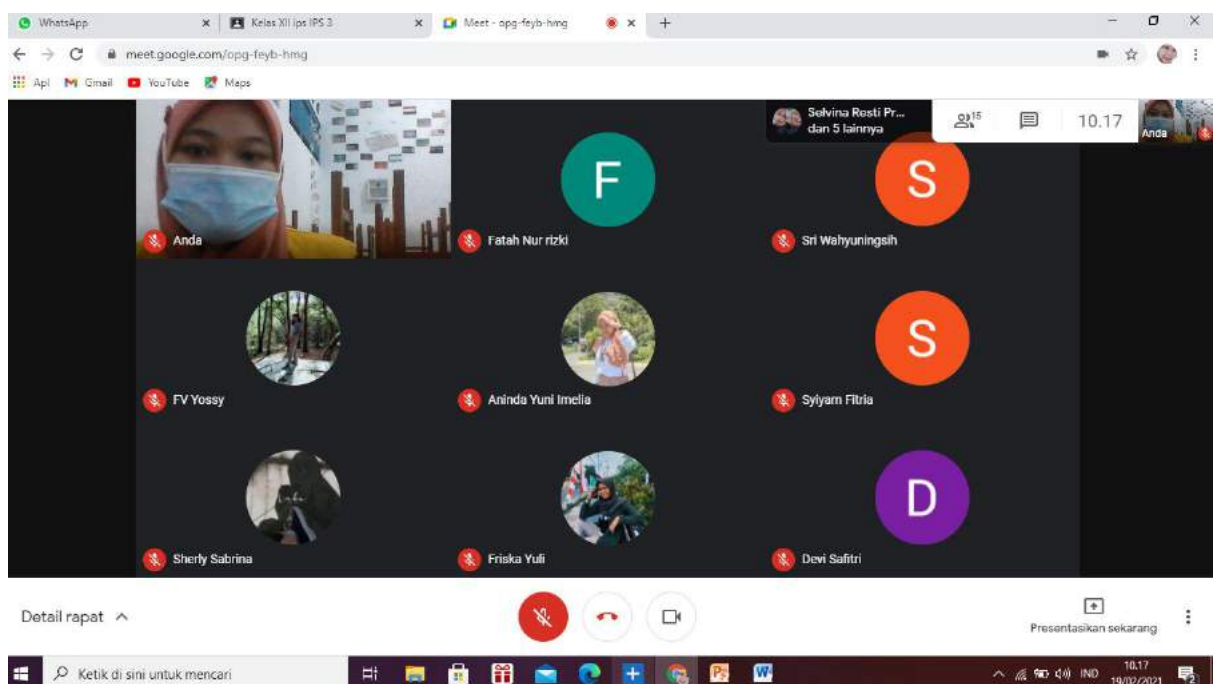 WhatsApp
Kelas XII ips IPS 3
Meet - opg-feyb-hmg
meet.google.com/opg-feyb-hmg
Apl Gmail YouTube Maps
Selvina Resti Pr...
dan 5 lainnya
15
10.17
Anda
Anda
F
Fatah Nur rizki
S
Sri Wahyuningsih
FV Yossy
Aninda Yuni Imelia
S
Syiyam Fitria
Sherly Sabrina
Friska Yuli
D
Devi Safitri
Detail rapat
Presentasikan sekarang
Ketik di sini untuk mencari
IND
10.17
19/02/2021
2